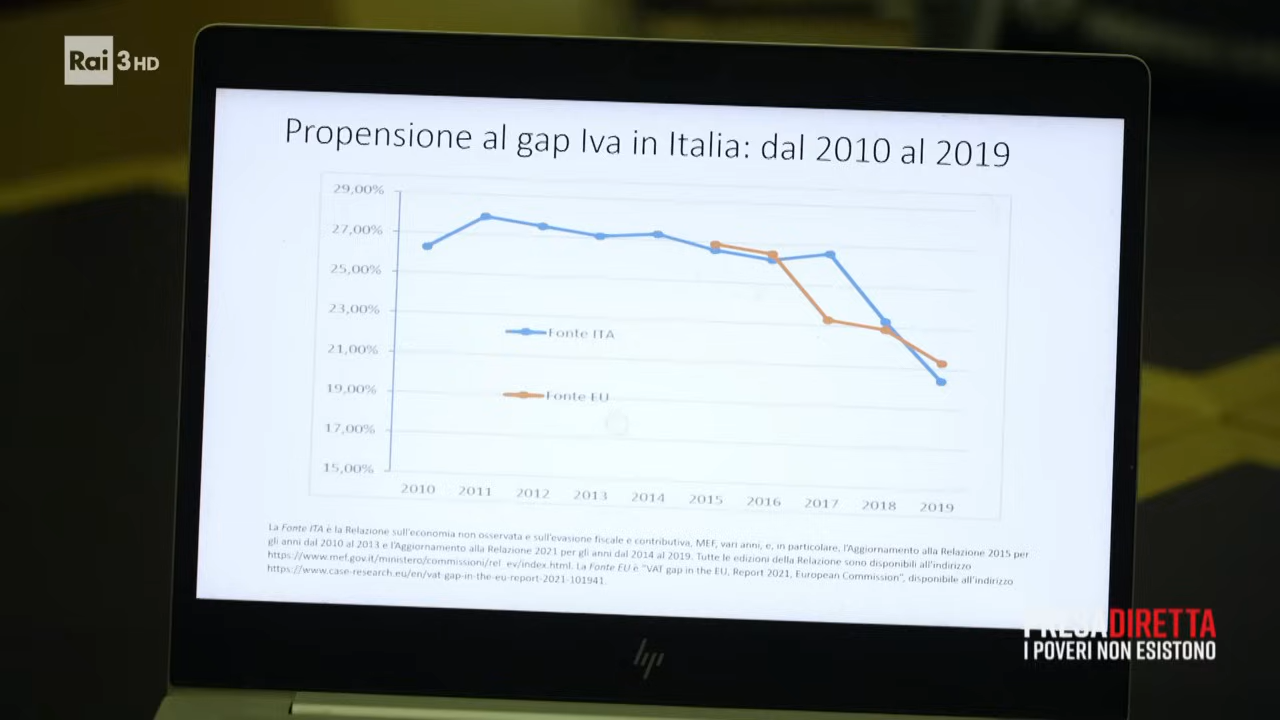 Rai 3HD
Propensione al gap Iva in Italia: dal 2010 al 2019
29,00%
27,00%
25,00%
23,00%
21,00%
19,00%
17,00%
15,00%
Fonte ITA
Fonte EU
2010 2011 2012 2013 2014 2015 2016 2017 2018 2019
La Fonte ITA è la Relazione sull'economia non osservata e sull'evasione fiscale e contributiva, MEF, vari anni, e, in particolare, l'Aggiornamento alla Relazione 2015 per
gli anni dal 2010 al 2013 e l'Aggiornamento alla Relazione 2021 per gli anni dal 2014 al 2019. Tutte le edizioni della Relazione sono disponibili all'indirizzo
https://www.mef.gov.it/ministero/commissioni/rel_ev/index.html. La Fonte EU è "VAT gap in the EU, Report 2021, European Commission", disponibile all'indirizzo
https://www.case-research.eu/en/vat-gap-in-the-eu-report-2021-101941.
PRESADIRETTA
I POVERI NON ESISTONO
hp